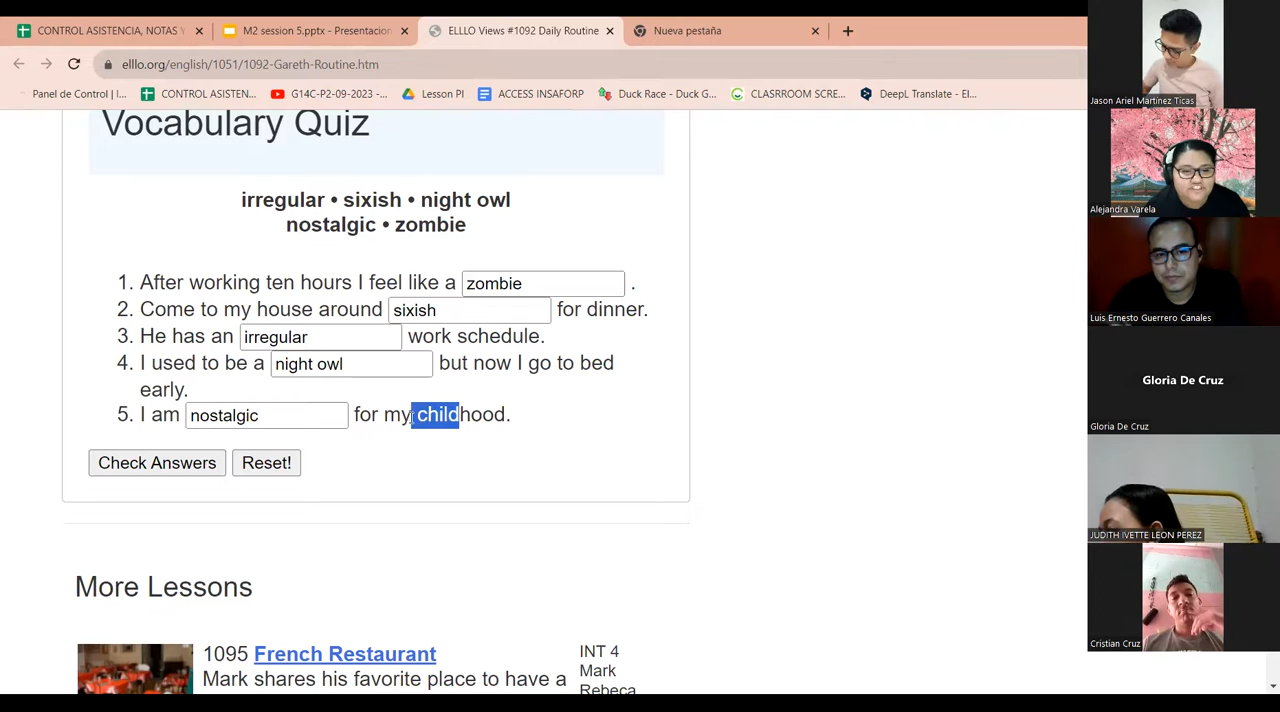 CONTROL ASISTENCIA, NOTAS Y
M2 session 5.pptx - Presentacion
ELLLO Views #1092 Daily Routine
Nueva pestaña
elllo.org/english/1051/1092-Gareth-Routine.htm
Panel de Control | I...
CONTROL ASISTEN...
G14C-P2-09-2023 -...
Lesson Pl
ACCESS INSAFORP
Duck Race - Duck G...
CLASRROOM SCRE...
DeepL Translate - El...
Vocabulary Quiz
irregular • sixish • night owl
nostalgic • zombie
1. After working ten hours I feel like a zombie .
2. Come to my house around sixish for dinner.
3. He has an irregular work schedule.
4. I used to be a night owl but now I go to bed
early.
5. I am nostalgic for my childhood.
Check Answers
Reset!
More Lessons
1095 French Restaurant
Mark shares his favorite place to have a
INT 4
Mark
Rebeca
Jason Ariel Martínez Ticas
Alejandra Varela
Luis Ernesto Guerrero Canales
Gloria De Cruz
Gloria De Cruz
JUDITH IVETTE LEON PEREZ
Cristian Cruz